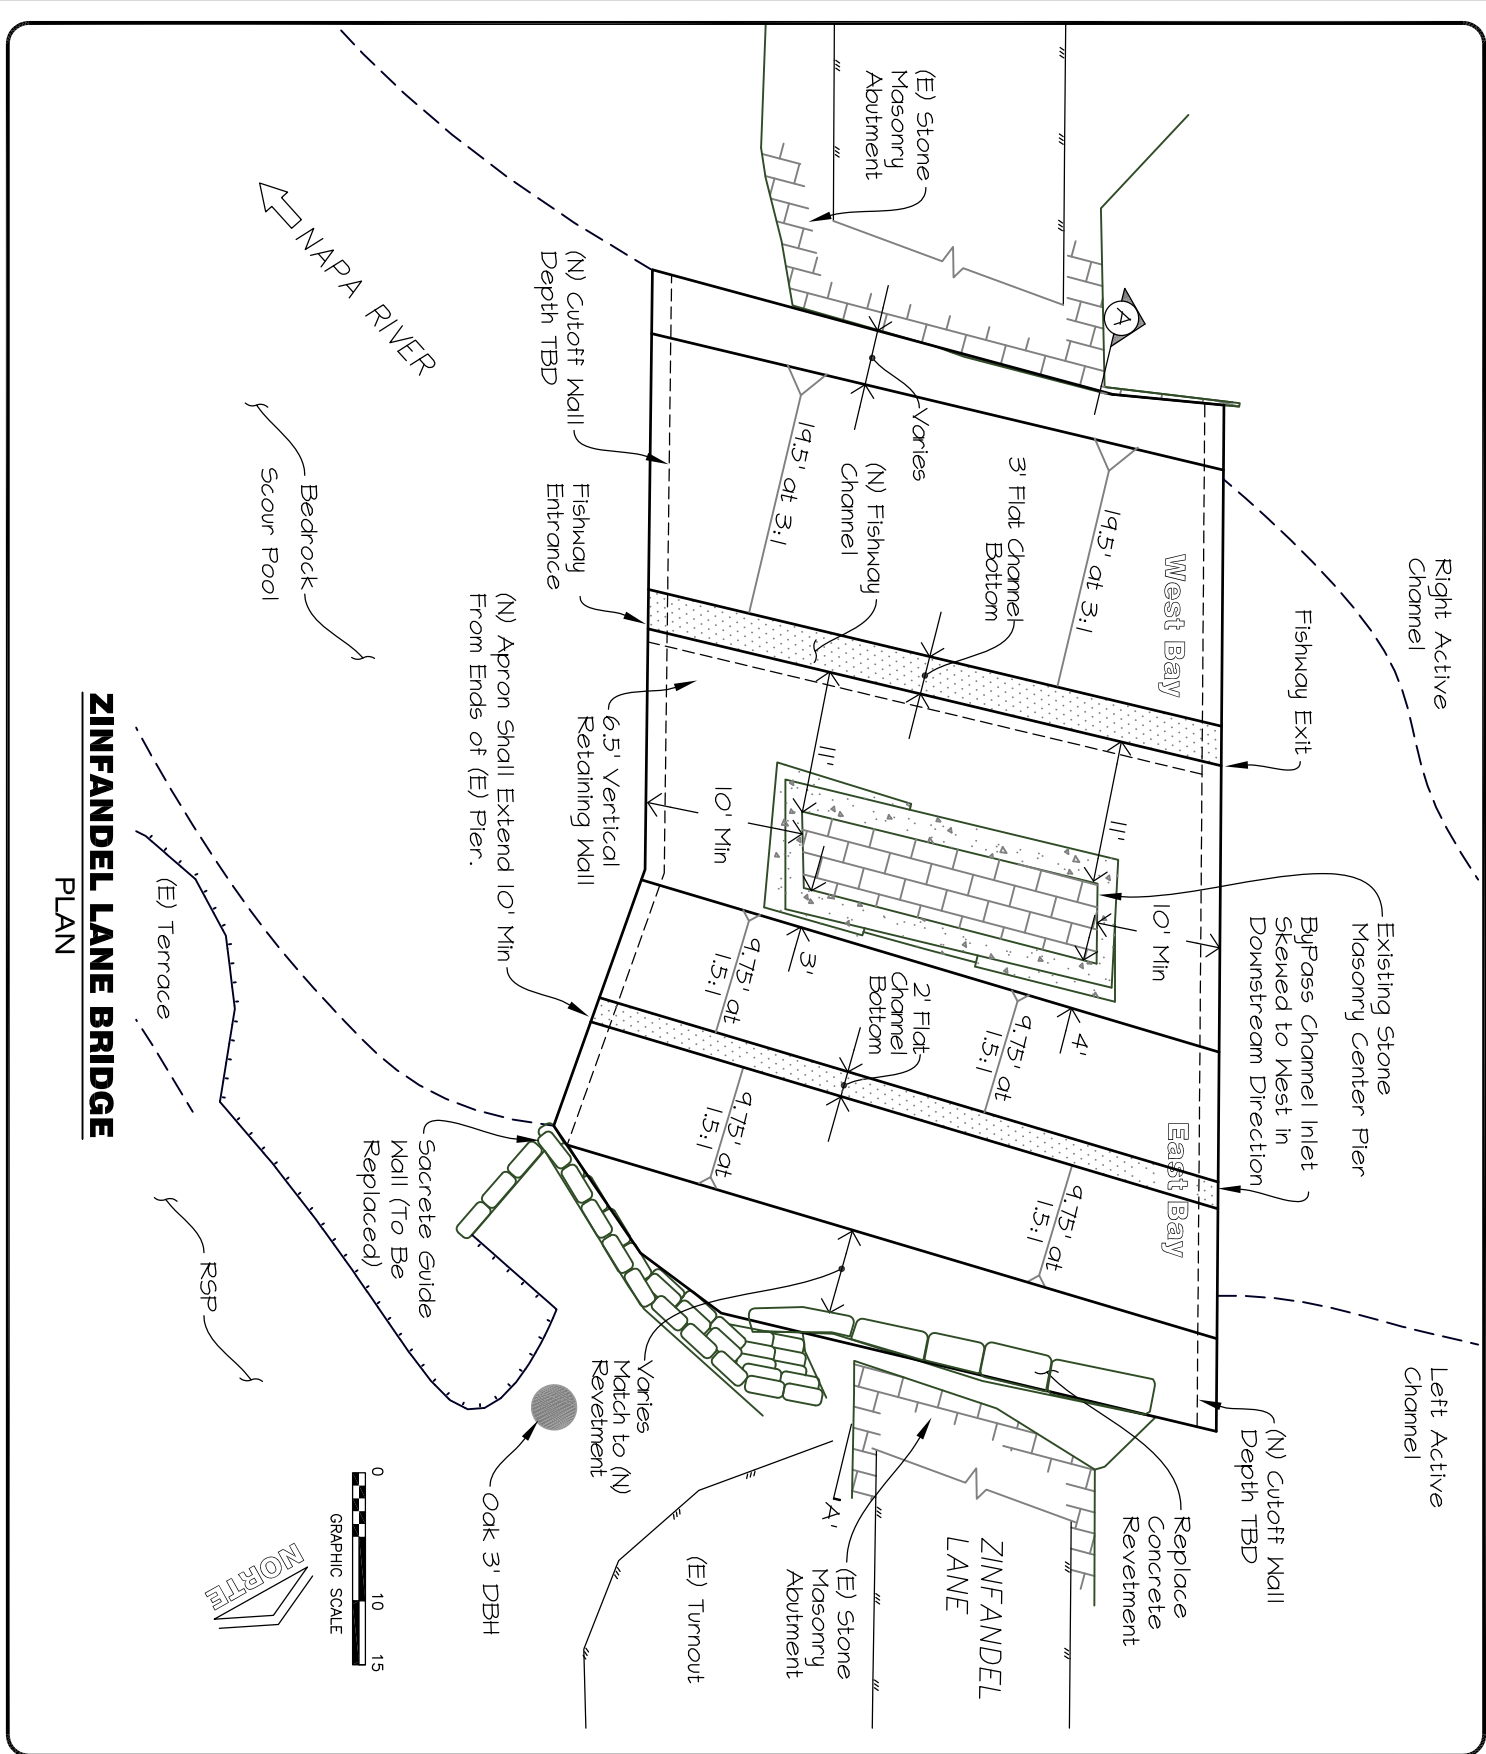 Right Active
Channel
Left Active
Channel
Fishway Exit
Existing Stone
Masonry Center Pier
ByPass Channel Inlet
Skewed to West in
Downstream Direction
(N) Cutoff Wall
Depth TBD
Replace
Concrete
Revetment
West Bay
East Bay
A
19.5' at 3:1
19.5' at 3:1
10' Min
11'
11'
10' Min
3' Flat Channel
Bottom
(E) Stone
Masonry
Abutment
Varies
(N) Fishway
Channel
4'
3'
9.75' at
1.5:1
9.75' at
1.5:1
9.75' at
1.5:1
9.75' at
1.5:1
2' Flat
Channel
Bottom
ZINFANDEL
LANE
'A'
(E) Stone
Masonry
Abutment
(E) Turnout
Varies
Match to (N)
Revetment
(N) Cutoff Wall
Depth TBD
Fishway
Entrance
6.5' Vertical
Retaining Wall
(N) Apron Shall Extend 10' Min
From Ends of (E) Pier.
Oak 3' DBH
Sacrete Guide
Wall (To Be
Replaced)
NAPA RIVER
Bedrock
Scour Pool
(E) Terrace
RSP
0 10 15
GRAPHIC SCALE
NORTE
ZINFANDEL LANE BRIDGE
PLAN